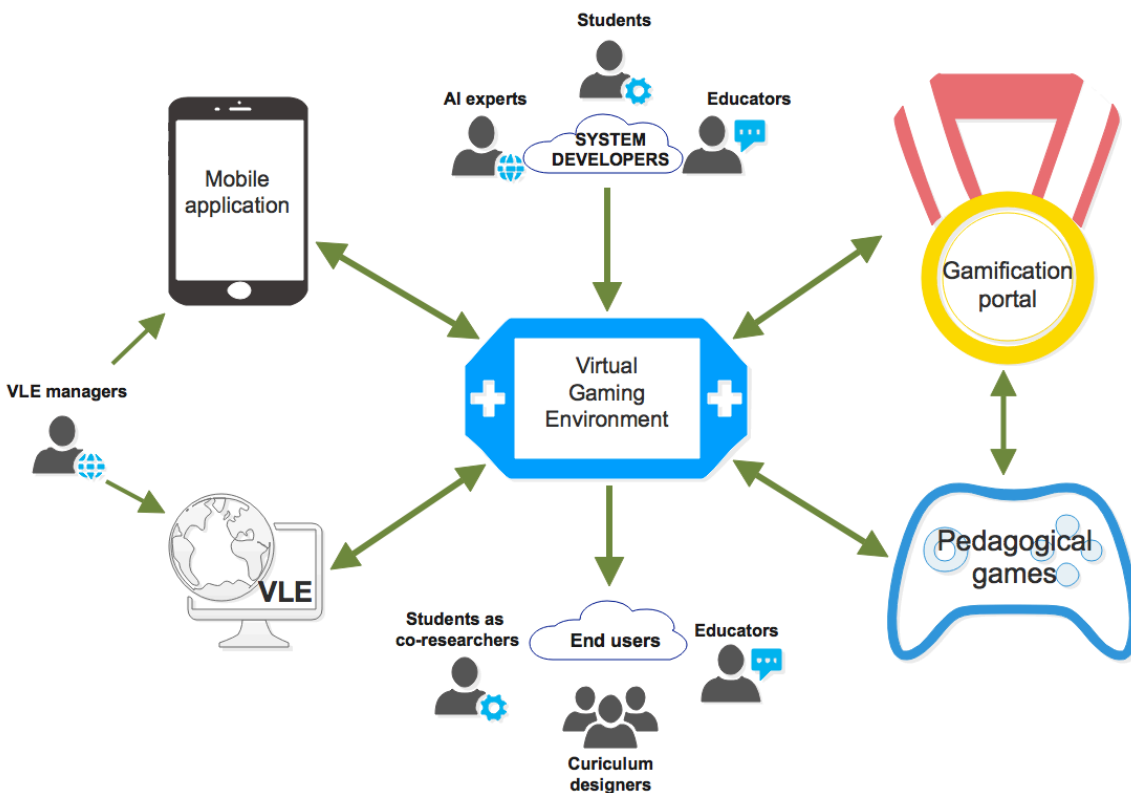 Students
AI experts
Educators
SYSTEM
DEVELOPERS
Mobile
application
Gamification
portal
Virtual
Gaming
Environment
VLE managers
VLE
Pedagogical
games
Students as
co-researchers
End users
Educators
Curiculum
designers